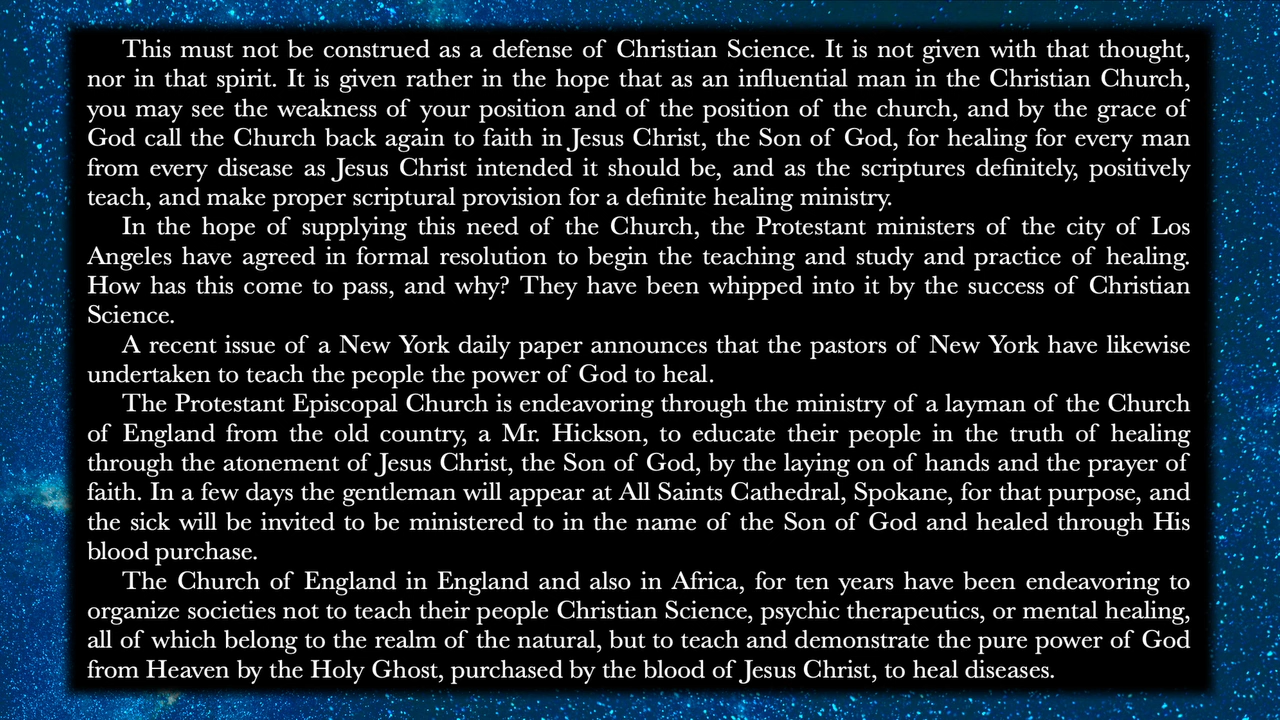 This must not be construed as a defense of Christian Science. It is not given with that thought,
nor in that spirit. It is given rather in the hope that as an influential man in the Christian Church,
you may see the weakness of your position and of the position of the church, and by the grace of
God call the Church back again to faith in Jesus Christ, the Son of God, for healing for every man
from every disease as Jesus Christ intended it should be, and as the scriptures definitely, positively
teach, and make proper scriptural provision for a definite healing ministry.
In the hope of supplying this need of the Church, the Protestant ministers of the city of Los
Angeles have agreed in formal resolution to begin the teaching and study and practice of healing.
How has this come to pass, and why? They have been whipped into it by the success of Christian
Science.
A recent issue of a New York daily paper announces that the pastors of New York have likewise
undertaken to teach the people the power of God to heal.
The Protestant Episcopal Church is endeavoring through the ministry of a layman of the Church
of England from the old country, a Mr. Hickson, to educate their people in the truth of healing
through the atonement of Jesus Christ, the Son of God, by the laying on of hands and the prayer of
faith. In a few days the gentleman will appear at All Saints Cathedral, Spokane, for that purpose, and
the sick will be invited to be ministered to in the name of the Son of God and healed through His
blood purchase.
The Church of England in England and also in Africa, for ten years have been endeavoring to
organize societies not to teach their people Christian Science, psychic therapeutics, or mental healing,
all of which belong to the realm of the natural, but to teach and demonstrate the pure power of God
from Heaven by the Holy Ghost, purchased by the blood of Jesus Christ, to heal diseases.